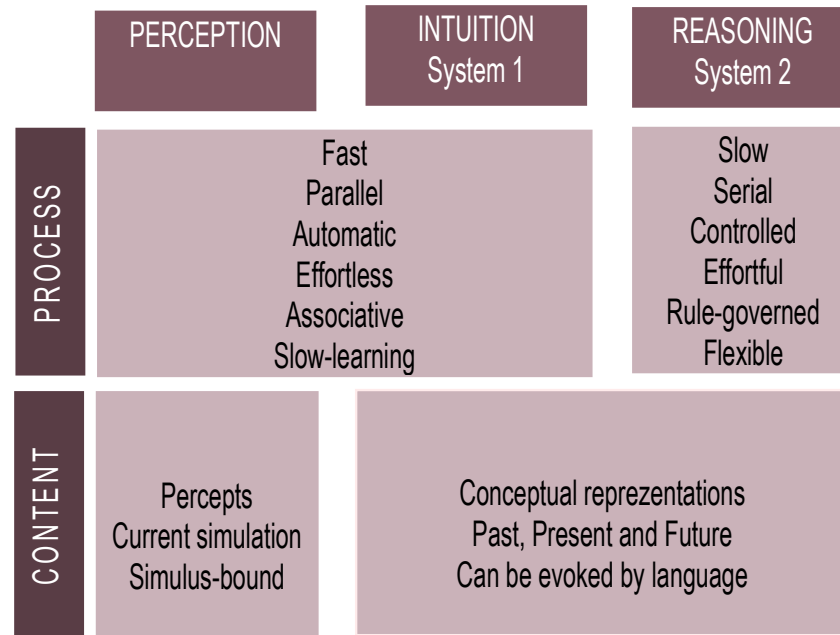 PERCEPTION
INTUITION
System 1
REASONING
System 2
PROCESS
Fast
Parallel
Automatic
Effortless
Associative
Slow-learning
Slow
Serial
Controlled
Effortful
Rule-governed
Flexible
CONTENT
Percepts
Current simulation
Simulus-bound
Conceptual reprezentations
Past, Present and Future
Can be evoked by language